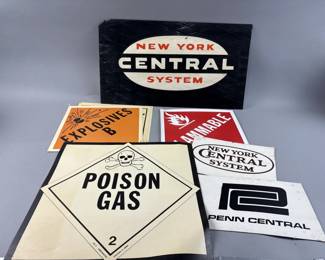 NEW YORK
CENTRAL
SYSTEM
EXPLOSIVES
B
FLAMMABLE
POISON
GAS
2
NEW YORK
CENTRAL
SYSTEM
PENN CENTRAL